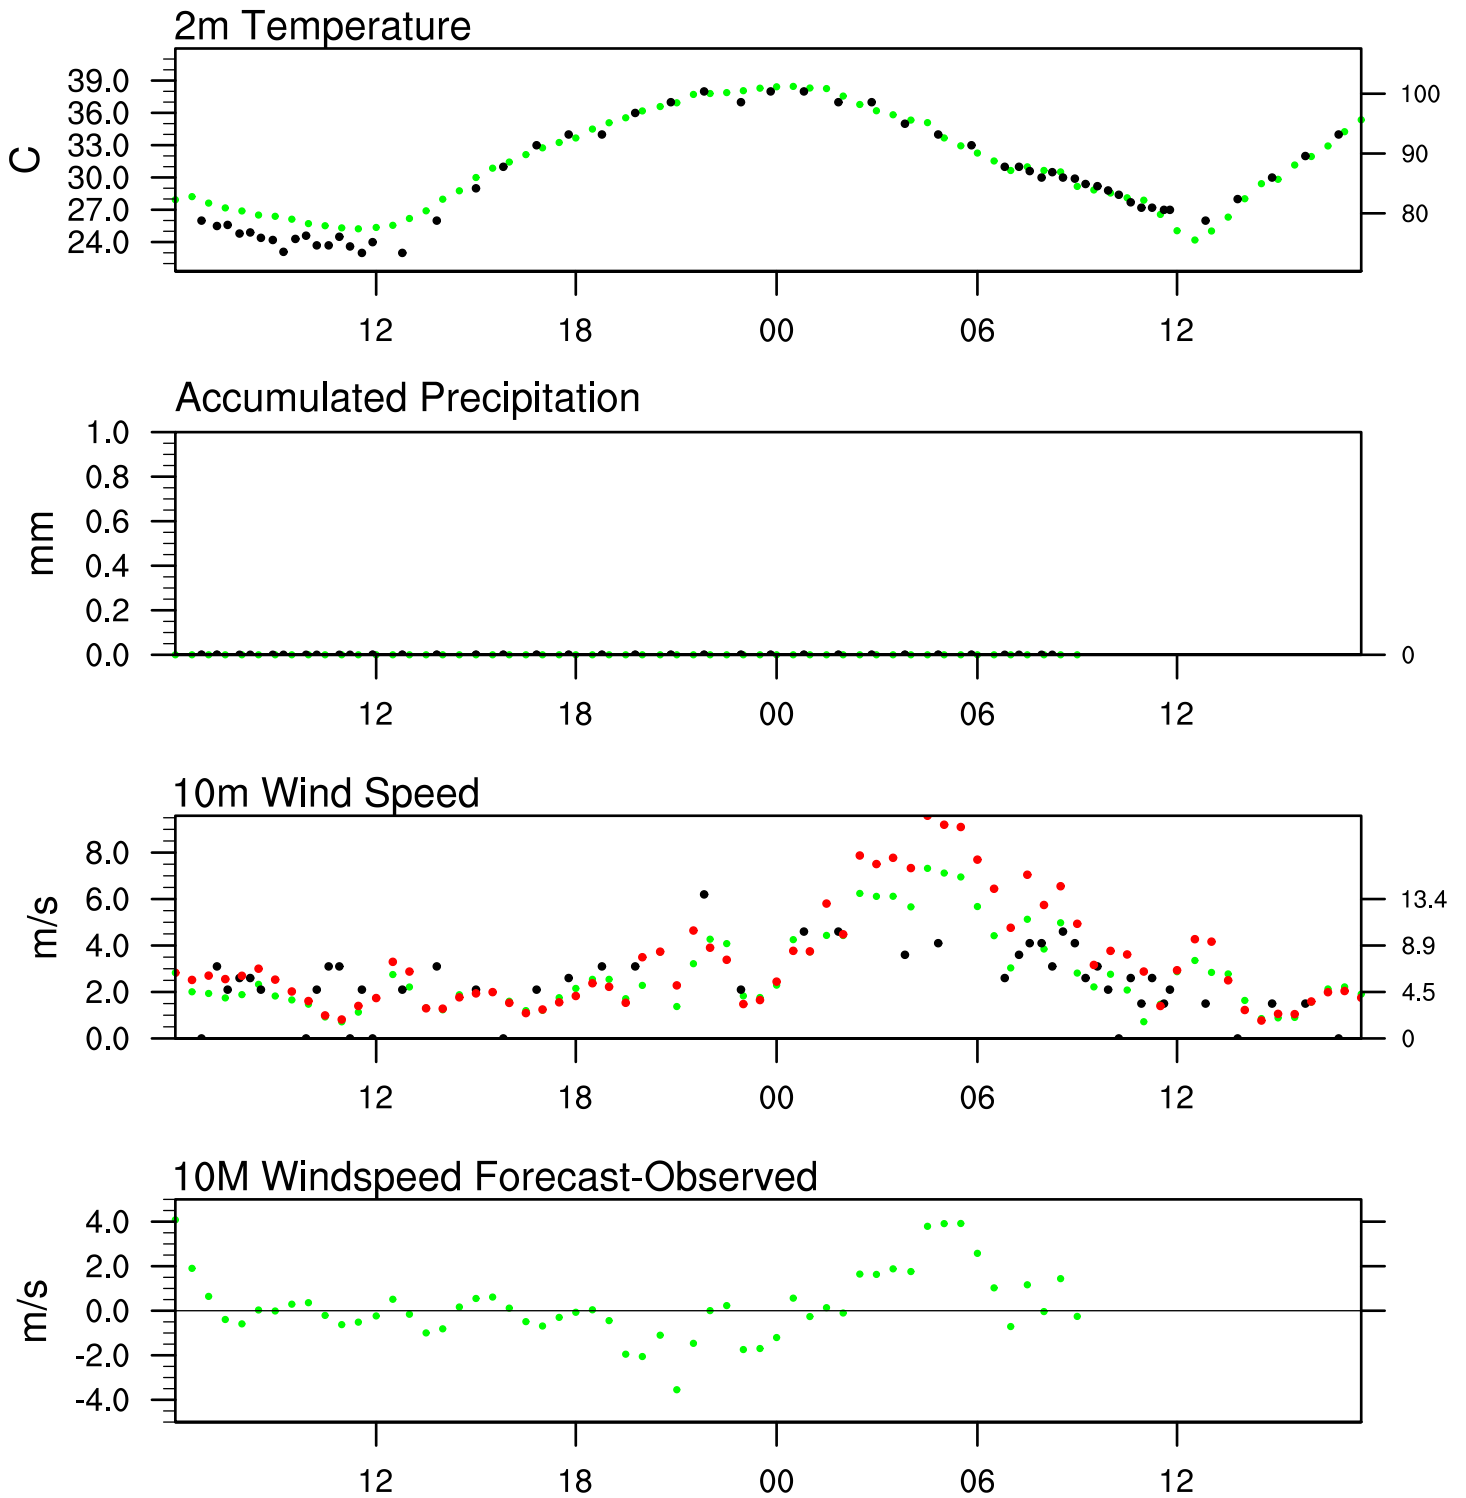 2m Temperature
39.0
36.0
33.0
30.0
27.0
24.0
C
100
90
80
12 18 00 06 12
Accumulated Precipitation
1.0
0.8
0.6
0.4
0.2
0.0
mm
0
12 18 00 06 12
10m Wind Speed
8.0
6.0
4.0
2.0
0.0
m/s
13.4
8.9
4.5
0
12 18 00 06 12
10M Windspeed Forecast-Observed
4.0
2.0
0.0
-2.0
-4.0
m/s
12 18 00 06 12